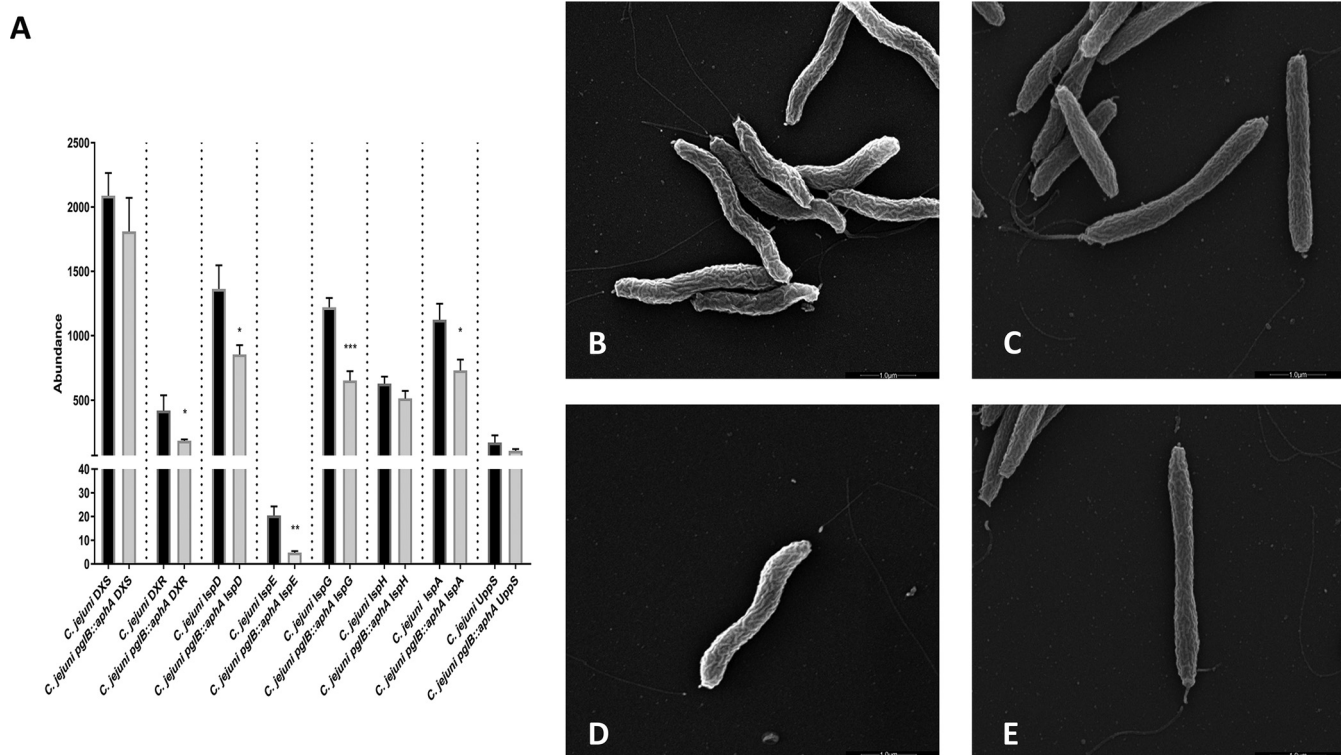 A
2500
2000
1500
1000
500
40
30
20
10
0
Abundance
*
*
**
***
*
C. jejuni DXS
C. jejuni pglB::aphA DXS
C. jejuni DXR
C. jejuni pglB::aphA DXR
C. jejuni IspD
C. jejuni pglB::aphA IspD
C. jejuni IspE
C. jejuni pglB::aphA IspE
C. jejuni IspG
C. jejuni pglB::aphA IspG
C. jejuni IspH
C. jejuni pglB::aphA IspH
C. jejuni IspA
C. jejuni pglB::aphA IspA
C. jejuni UppS
C. jejuni pglB::aphA UppS
B
1.0µm
C
1.0µm
D
E